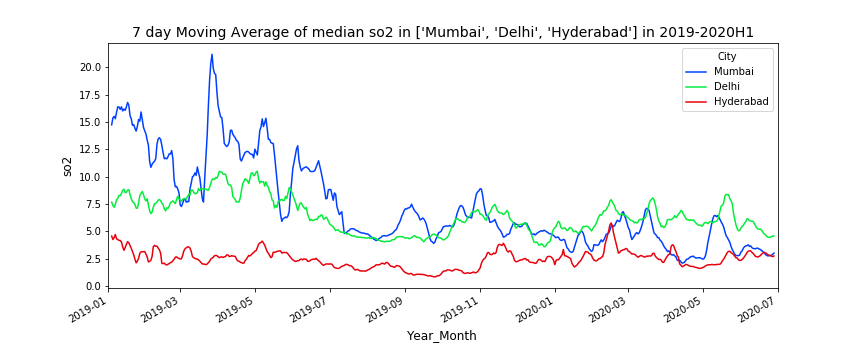 7 day Moving Average of median so2 in ['Mumbai', 'Delhi', 'Hyderabad'] in 2019-2020H1
City
Mumbai
Delhi
Hyderabad
so2
20.0
17.5
15.0
12.5
10.0
7.5
5.0
2.5
0.0
2019-01
2019-03
2019-05
2019-07
2019-09
2019-11
2020-01
2020-03
2020-05
2020-07
Year_Month